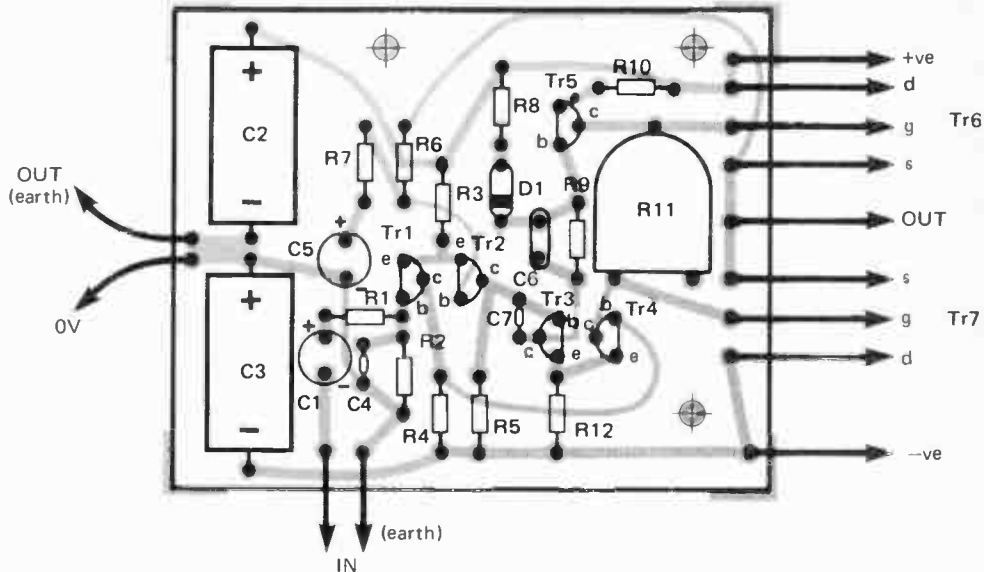 +ve
R10
Tr5
d
+
R8
c
C2
g
Tr6
R7
R6
b
OUT
(earth)
s
R3
D1
R9
−
OUT
R11
+
Tr1
C5
e
Tr2
e
c
c
C6
s
+
−
b
b
0V
R1
C7
Tr3
b
b
Tr4
g
Tr7
+
R2
c
c
C3
e
e
d
−
C1
C4
−
R4
R5
R12
−ve
(earth)
IN